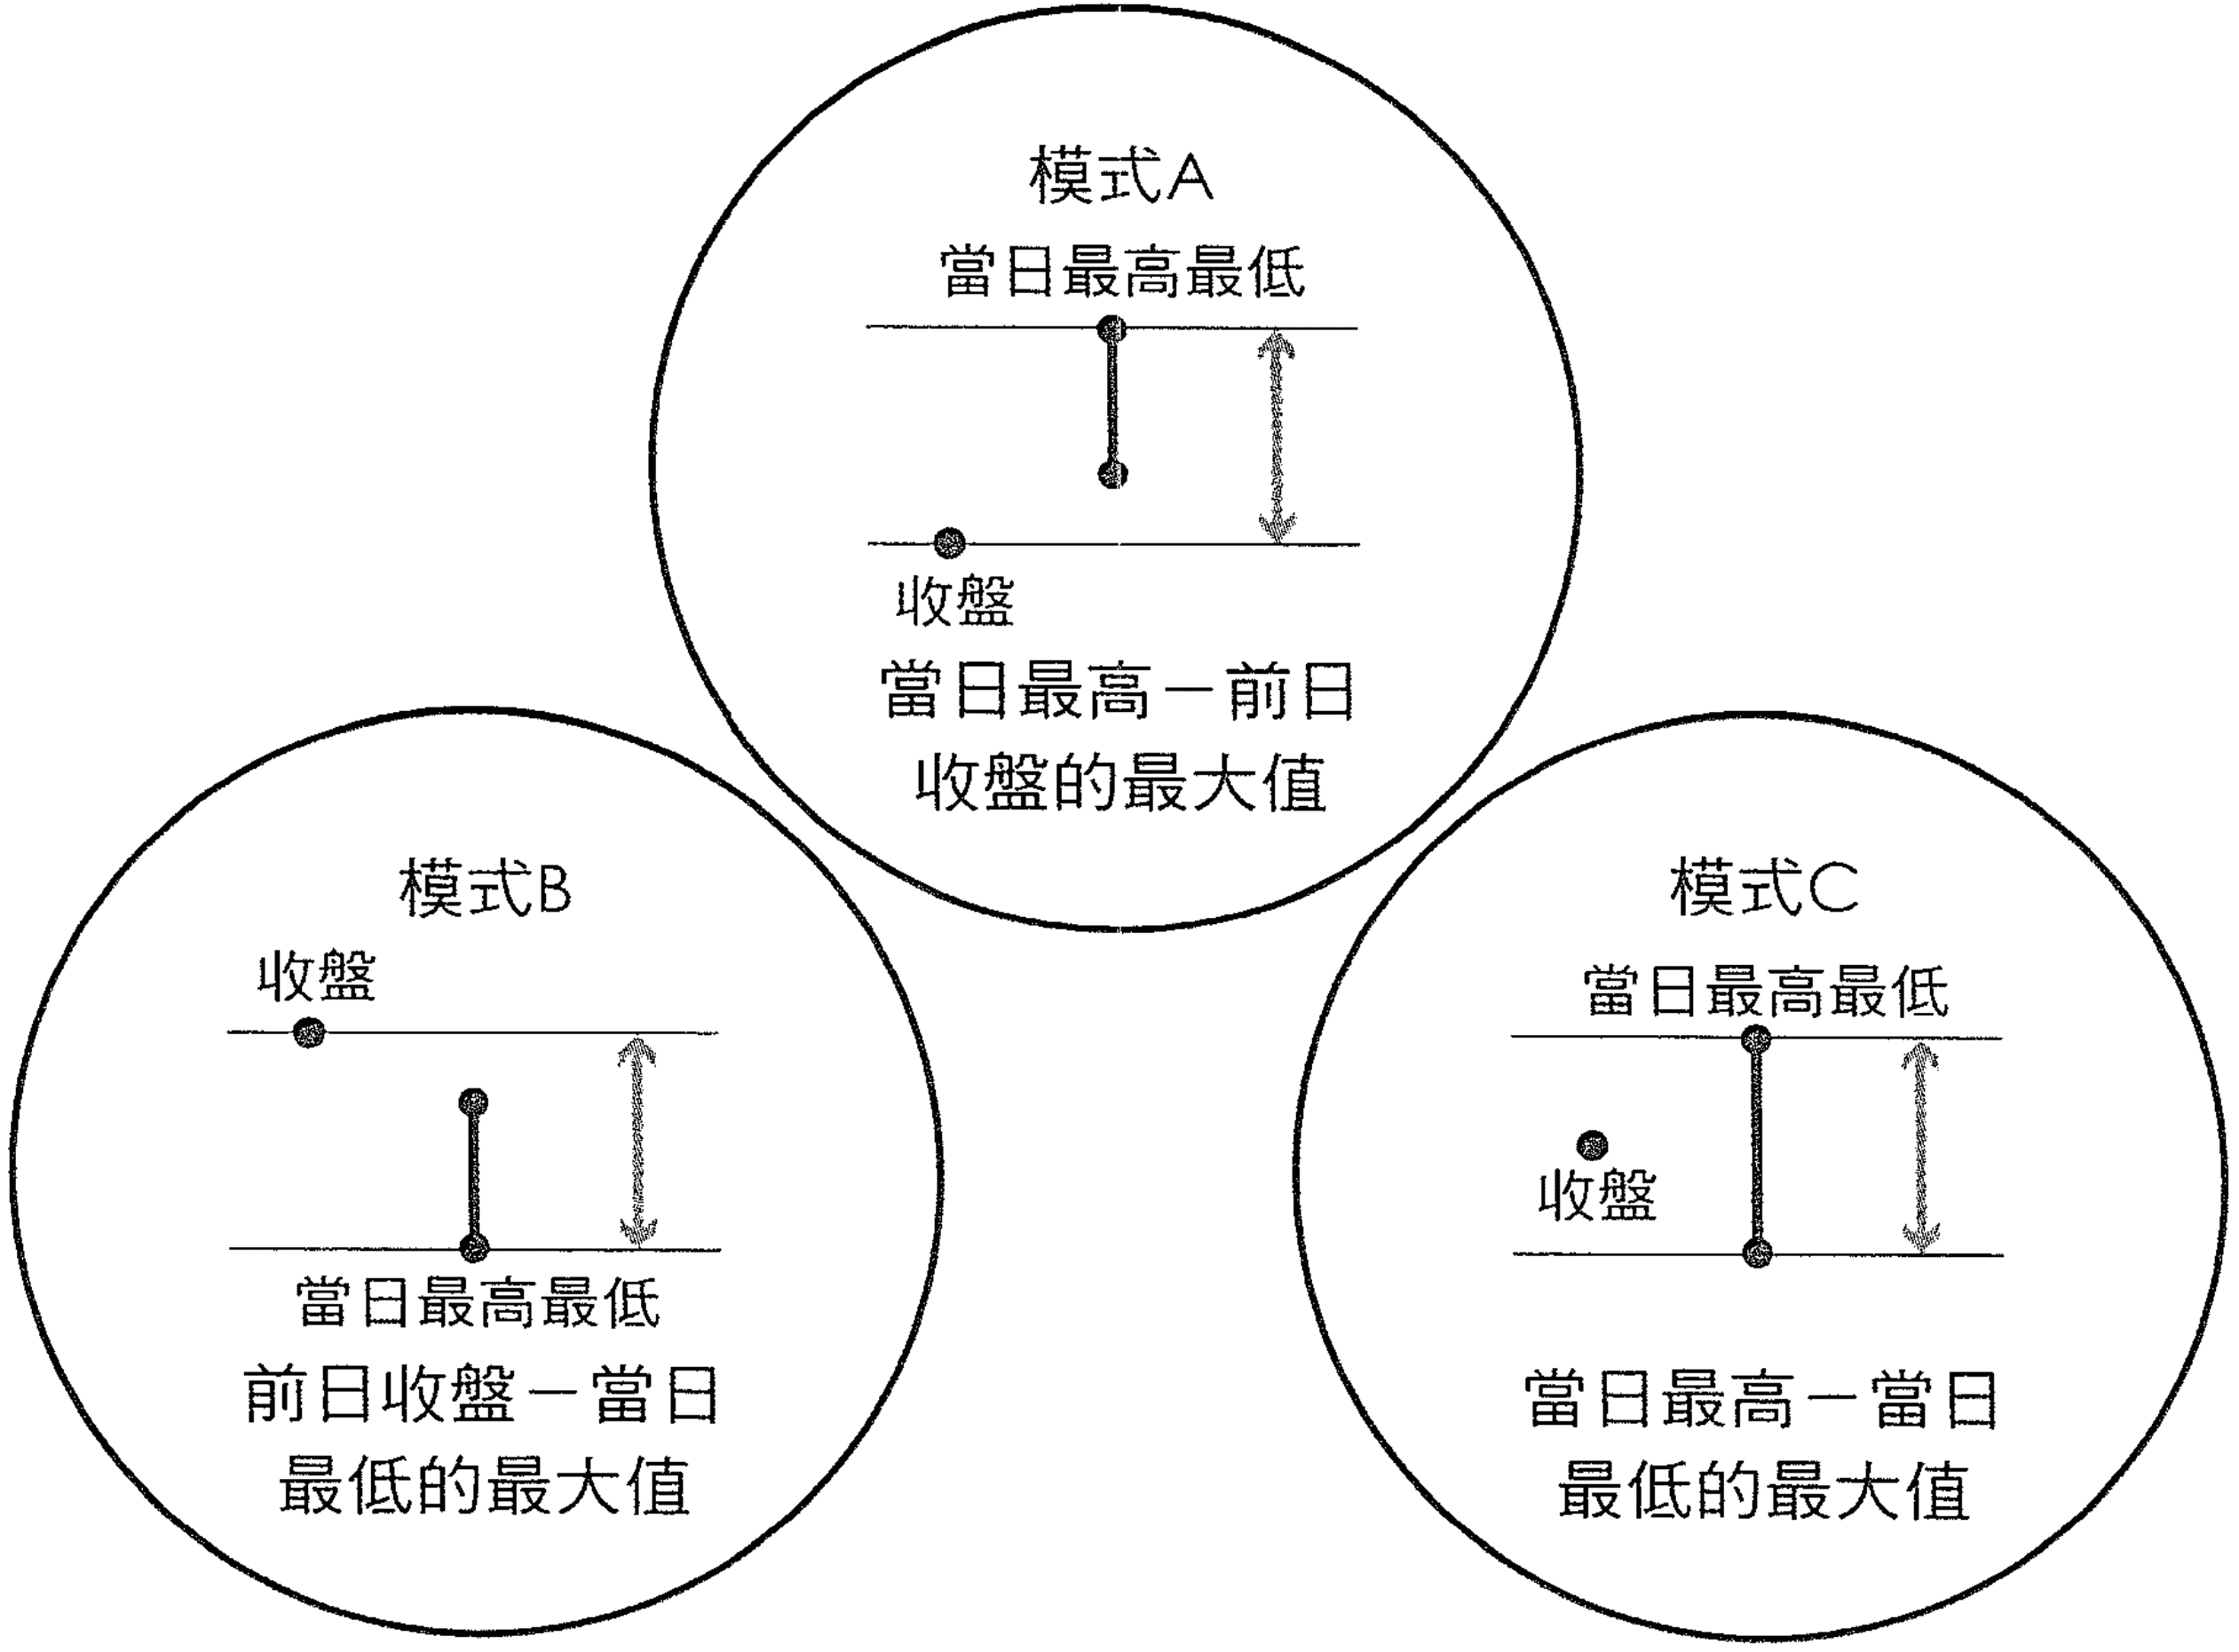 模式A
當日最高最低
收盤
當日最高－前日
收盤的最大值
模式B
收盤
當日最高最低
前日收盤－當日
最低的最大值
模式C
當日最高最低
收盤
當日最高－當日
最低的最大值